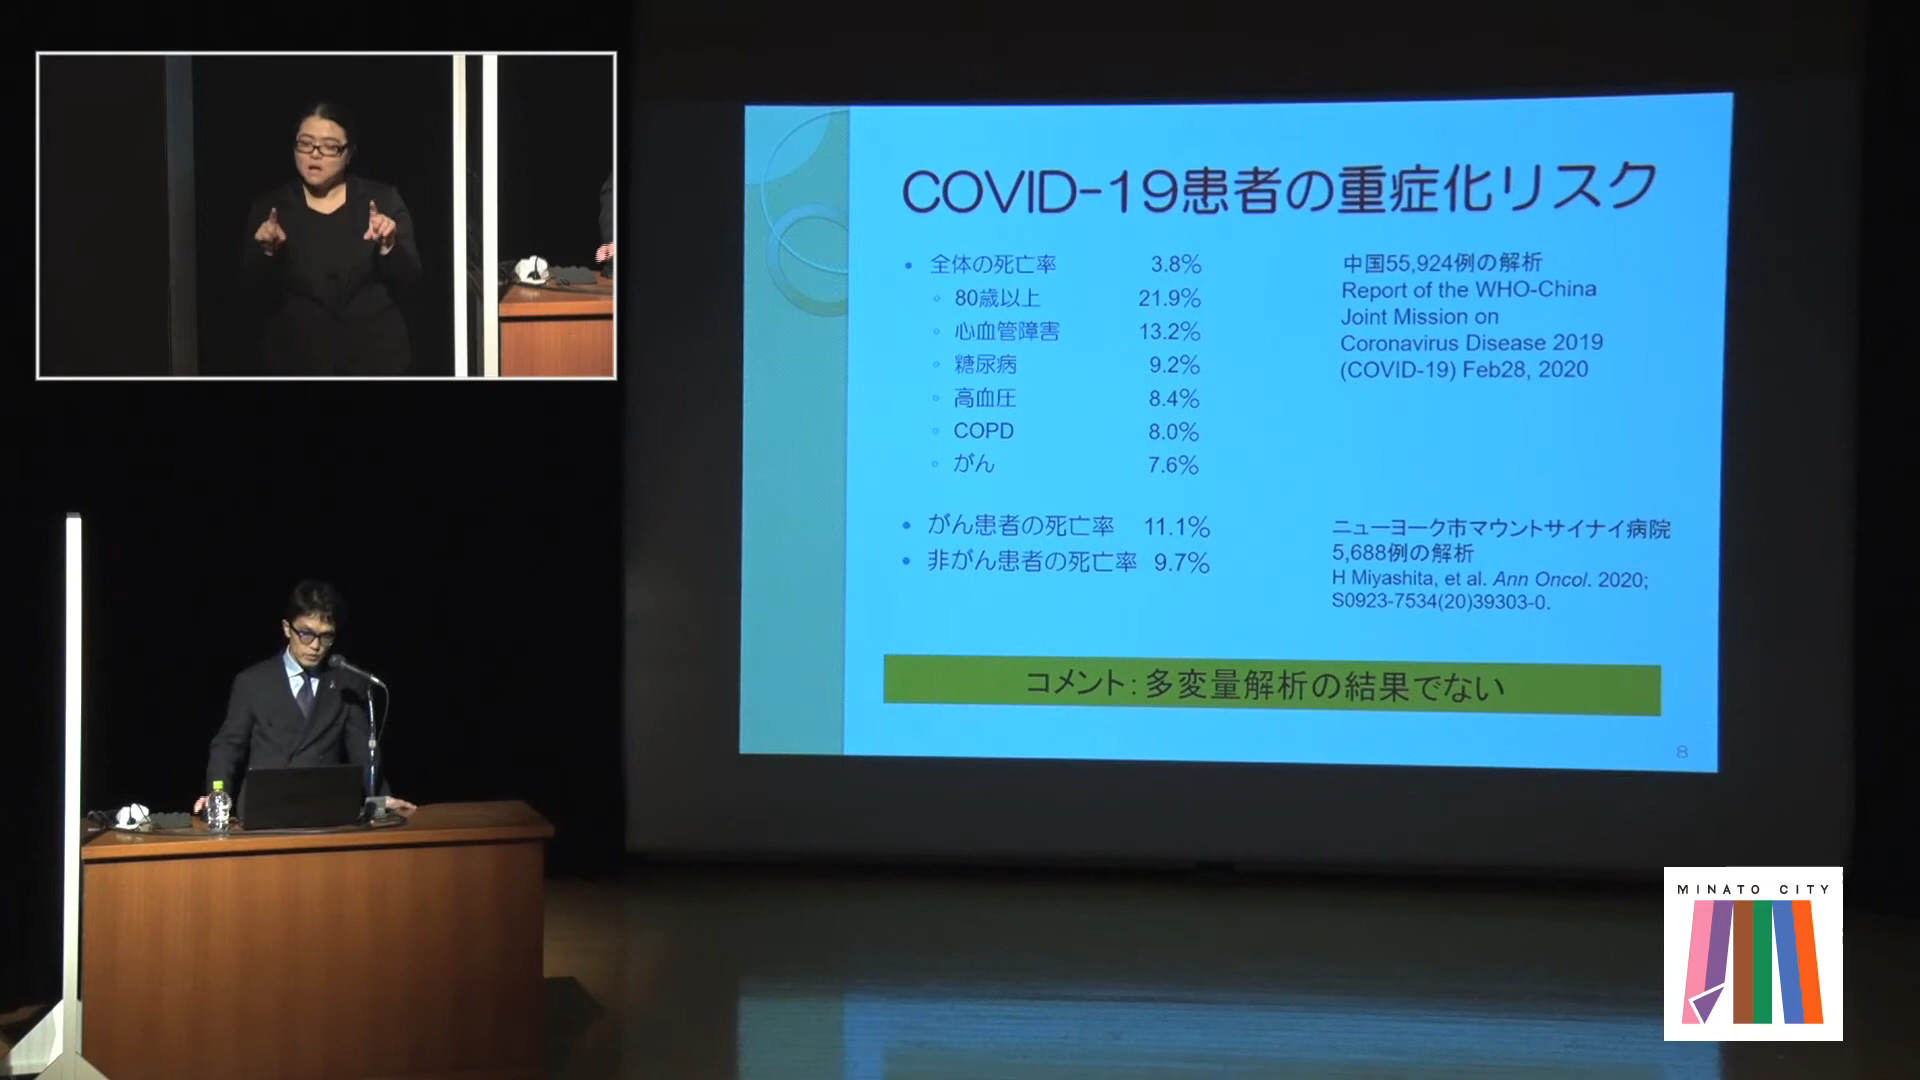 COVID-19患者の重症化リスク
• 全体の死亡率 3.8%
◦ 80歳以上 21.9%
◦ 心血管障害 13.2%
◦ 糖尿病 9.2%
◦ 高血圧 8.4%
◦ COPD 8.0%
◦ がん 7.6%
中国55,924例の解析
Report of the WHO-China
Joint Mission on
Coronavirus Disease 2019
(COVID-19) Feb28, 2020
• がん患者の死亡率 11.1%
• 非がん患者の死亡率 9.7%
ニューヨーク市マウントサイナイ病院
5,688例の解析
H Miyashita, et al. Ann Oncol. 2020;
S0923-7534(20)39303-0.
コメント：多変量解析の結果でない
8
MINATO CITY